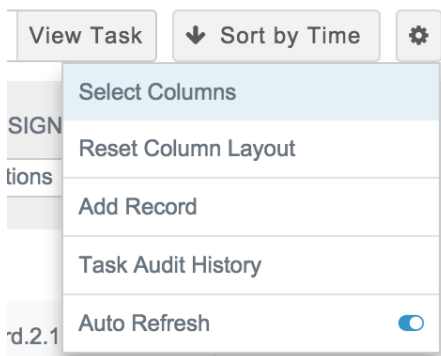 View Task
Sort by Time
Select Columns
SIGN
Reset Column Layout
tions
Add Record
Task Audit History
Auto Refresh
rd.2.1